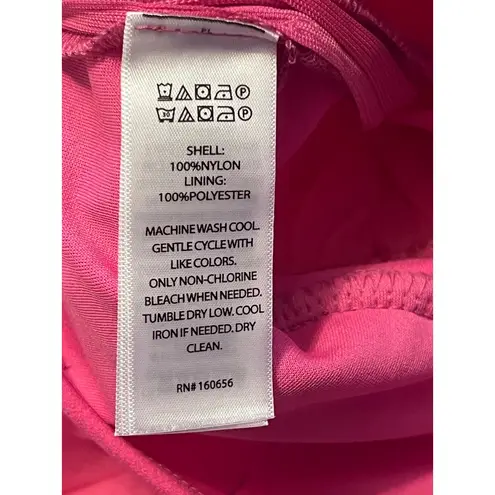 SHELL:
100%NYLON
LINING:
100%POLYESTER
MACHINE WASH COOL.
GENTLE CYCLE WITH
LIKE COLORS.
ONLY NON-CHLORINE
BLEACH WHEN NEEDED.
TUMBLE DRY LOW. COOL
IRON IF NEEDED. DRY
CLEAN.
RN# 160656